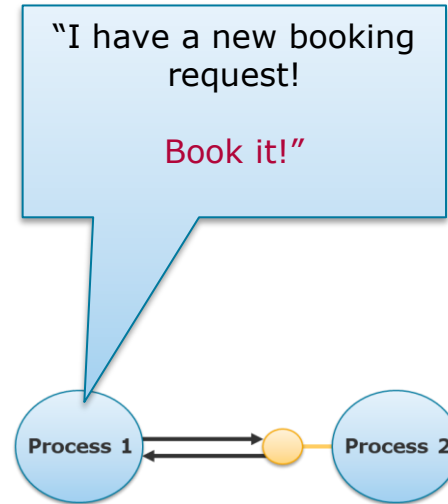 “I have a new booking
request!
Book it!”
Process 1
Process 2